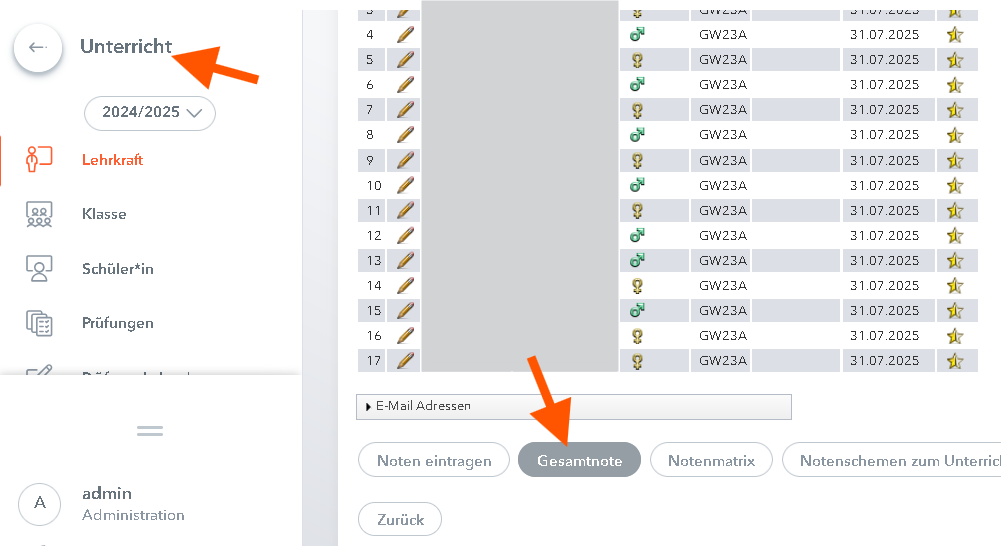 Unterricht
2024/2025
Lehrkraft
Klasse
Schüler*in
Prüfungen
admin
A
Administration
3 GW23A 31.07.2025
4 GW23A 31.07.2025
5 GW23A 31.07.2025
6 GW23A 31.07.2025
7 GW23A 31.07.2025
8 GW23A 31.07.2025
9 GW23A 31.07.2025
10 GW23A 31.07.2025
11 GW23A 31.07.2025
12 GW23A 31.07.2025
13 GW23A 31.07.2025
14 GW23A 31.07.2025
15 GW23A 31.07.2025
16 GW23A 31.07.2025
17 GW23A 31.07.2025
E-Mail Adressen
Noten eintragen Gesamtnote Notenmatrix Notenschemen zum
Zurück